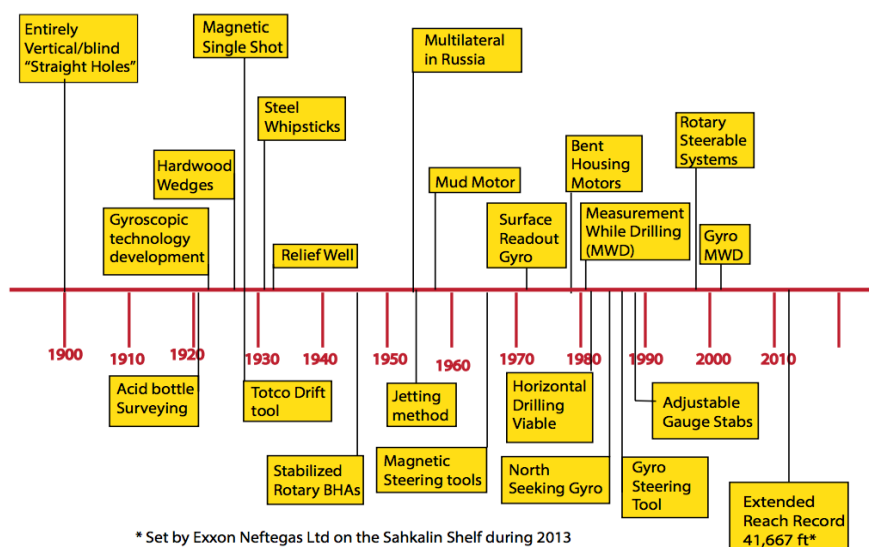 Entirely
Vertical/blind
“Straight Holes”
Magnetic
Single Shot
Multilateral
in Russia
Steel
Whipsticks
Rotary
Steerable
Systems
Bent
Housing
Motors
Hardwood
Wedges
Mud Motor
Gyroscopic
technology
development
Surface
Readout
Gyro
Measurement
While Drilling
(MWD)
Gyro
MWD
Relief Well
1900
1910
1920
1930
1940
1950
1960
1970
1980
1990
2000
2010
Acid bottle
Surveying
Totco Drift
tool
Jetting
method
Horizontal
Drilling
Viable
Adjustable
Gauge Stabs
Stabilized
Rotary BHAs
Magnetic
Steering tools
North
Seeking Gyro
Gyro
Steering
Tool
Extended
Reach Record
41,667 ft*
* Set by Exxon Neftegas Ltd on the Sahkalin Shelf during 2013